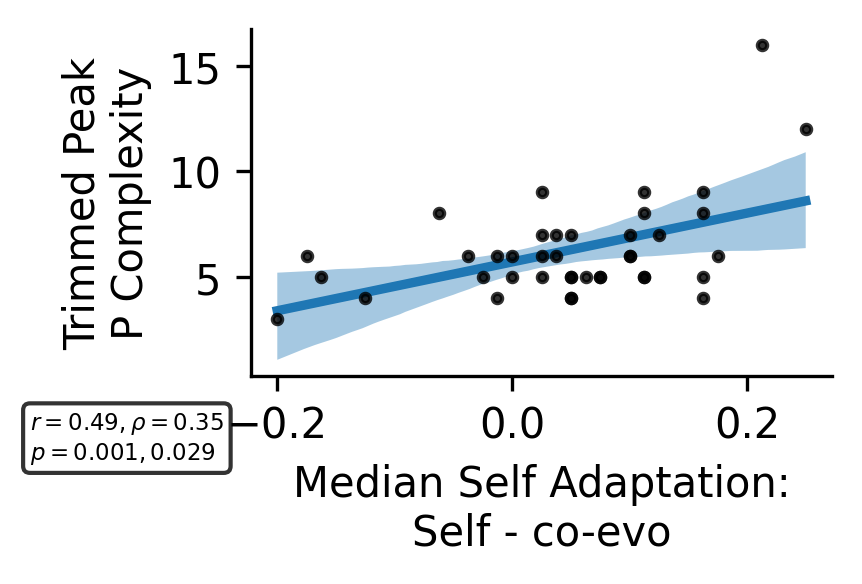 Trimmed Peak
P Complexity
15
10
5
−0.2
0.0
0.2
r = 0.49, ρ = 0.35
p = 0.001, 0.029
Median Self Adaptation:
Self - co-evo